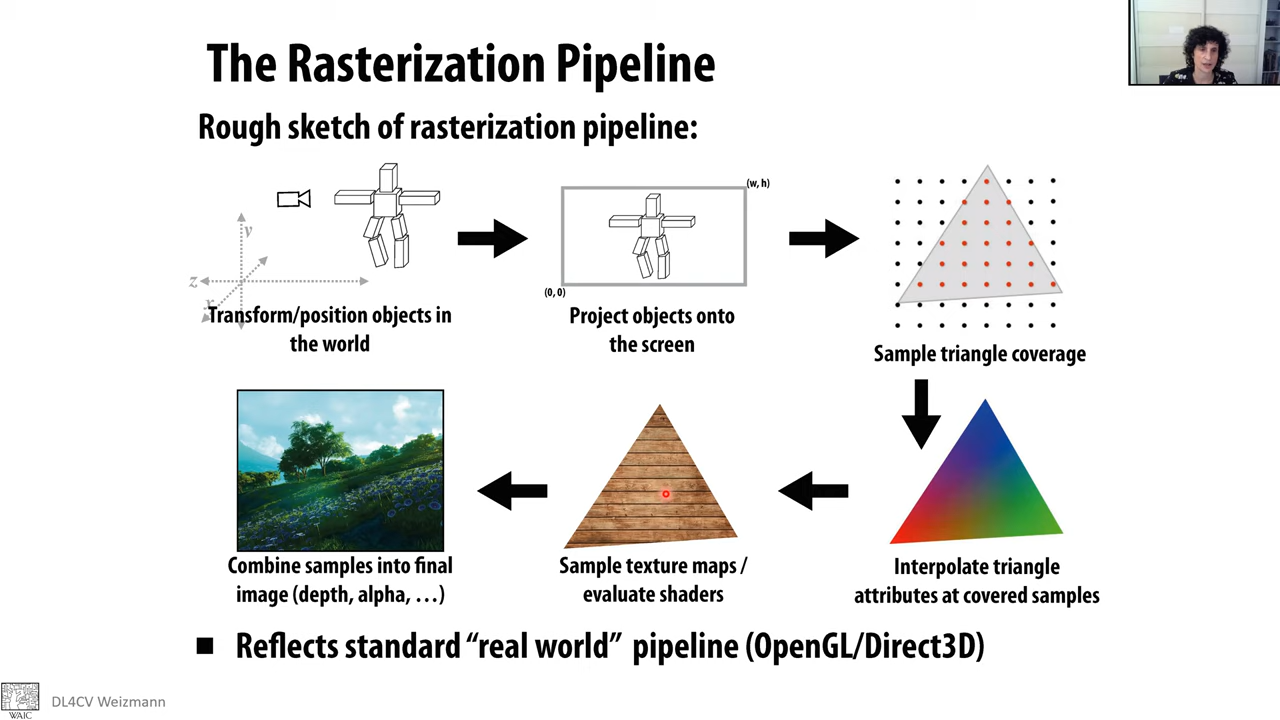 The Rasterization Pipeline
Rough sketch of rasterization pipeline:
y
z
x
(w, h)
(0, 0)
Transform/position objects in
the world
Project objects onto
the screen
Sample triangle coverage
Combine samples into final
image (depth, alpha, …)
Sample texture maps /
evaluate shaders
Interpolate triangle
attributes at covered samples
■ Reflects standard “real world” pipeline (OpenGL/Direct3D)
WAIC
DL4CV Weizmann